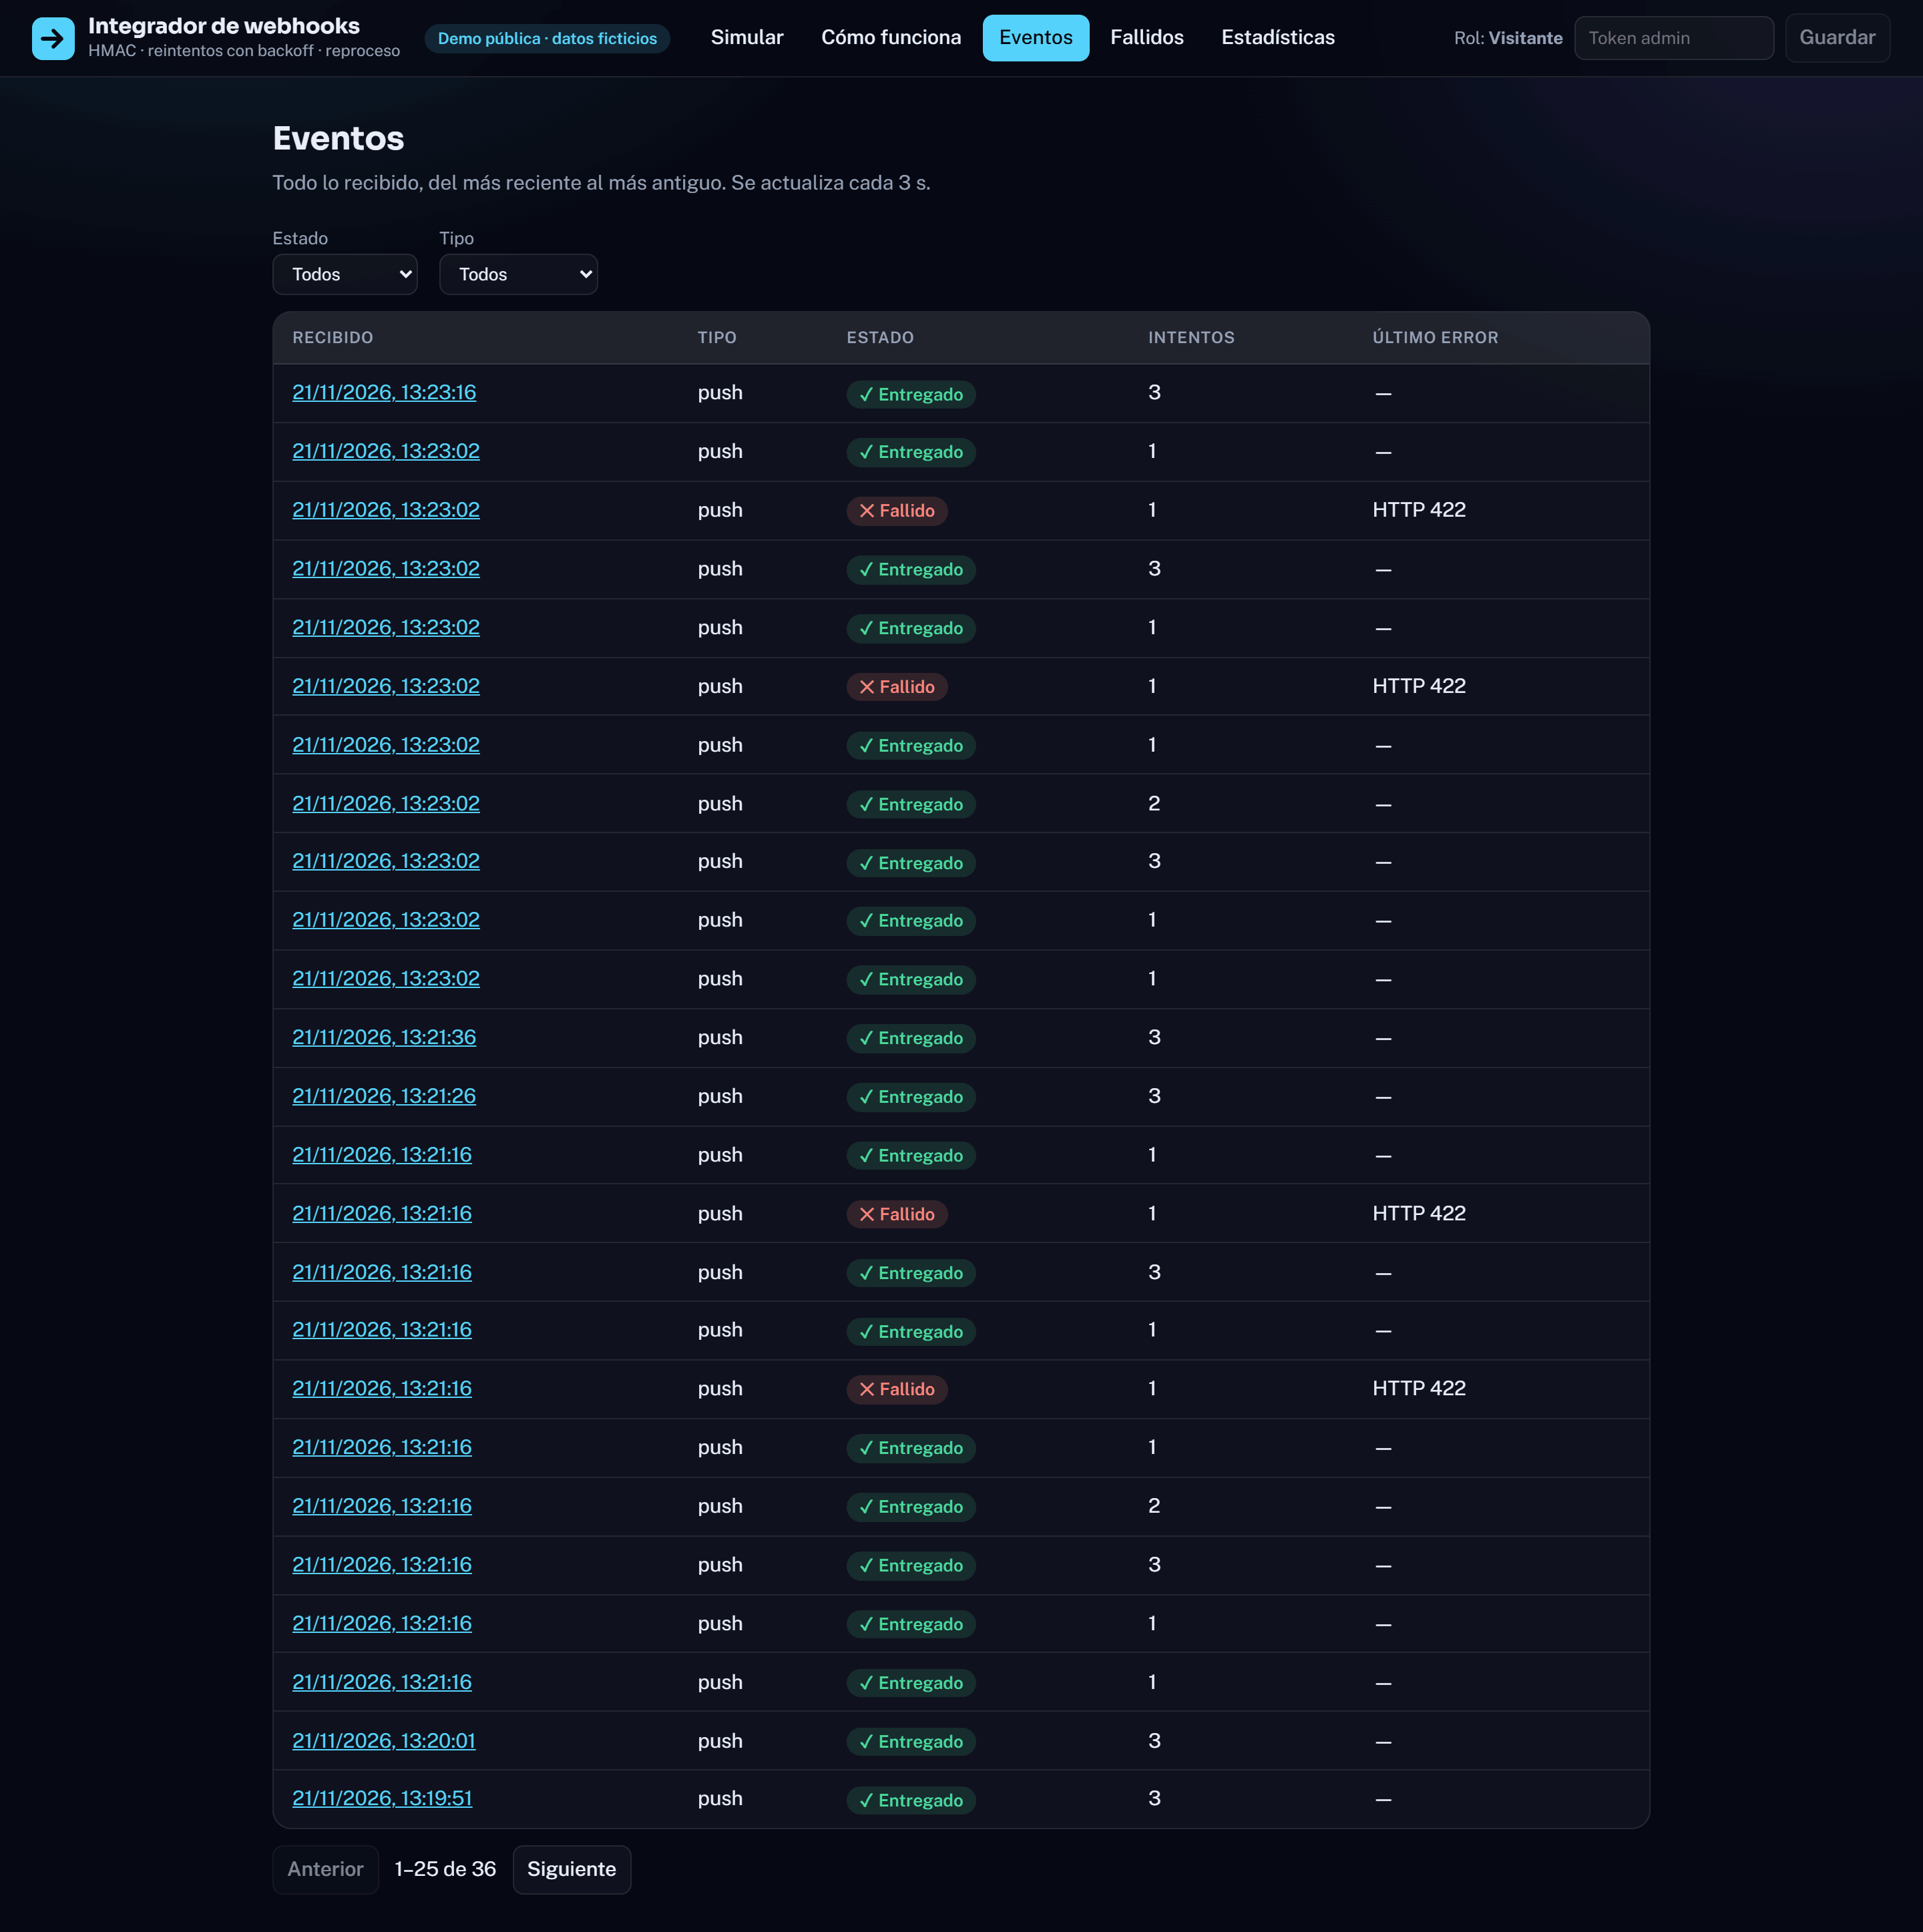 Integrador de webhooks
HMAC · reintentos con backoff · reproceso
Demo pública · datos ficticios
Simular
Cómo funciona
Eventos
Fallidos
Estadísticas
Rol: Visitante
Token admin
Guardar
Eventos
Todo lo recibido, del más reciente al más antiguo. Se actualiza cada 3 s.
Estado Tipo
Todos Todos
RECIBIDO TIPO ESTADO INTENTOS ÚLTIMO ERROR
21/11/2026, 13:23:16 push ✓ Entregado 3 —
21/11/2026, 13:23:02 push ✓ Entregado 1 —
21/11/2026, 13:23:02 push ✕ Fallido 1 HTTP 422
21/11/2026, 13:23:02 push ✓ Entregado 3 —
21/11/2026, 13:23:02 push ✓ Entregado 1 —
21/11/2026, 13:23:02 push ✕ Fallido 1 HTTP 422
21/11/2026, 13:23:02 push ✓ Entregado 1 —
21/11/2026, 13:23:02 push ✓ Entregado 2 —
21/11/2026, 13:23:02 push ✓ Entregado 3 —
21/11/2026, 13:23:02 push ✓ Entregado 1 —
21/11/2026, 13:23:02 push ✓ Entregado 1 —
21/11/2026, 13:21:36 push ✓ Entregado 3 —
21/11/2026, 13:21:26 push ✓ Entregado 3 —
21/11/2026, 13:21:16 push ✓ Entregado 1 —
21/11/2026, 13:21:16 push ✕ Fallido 1 HTTP 422
21/11/2026, 13:21:16 push ✓ Entregado 3 —
21/11/2026, 13:21:16 push ✓ Entregado 1 —
21/11/2026, 13:21:16 push ✕ Fallido 1 HTTP 422
21/11/2026, 13:21:16 push ✓ Entregado 1 —
21/11/2026, 13:21:16 push ✓ Entregado 2 —
21/11/2026, 13:21:16 push ✓ Entregado 3 —
21/11/2026, 13:21:16 push ✓ Entregado 1 —
21/11/2026, 13:21:16 push ✓ Entregado 1 —
21/11/2026, 13:20:01 push ✓ Entregado 3 —
21/11/2026, 13:19:51 push ✓ Entregado 3 —
Anterior 1–25 de 36 Siguiente